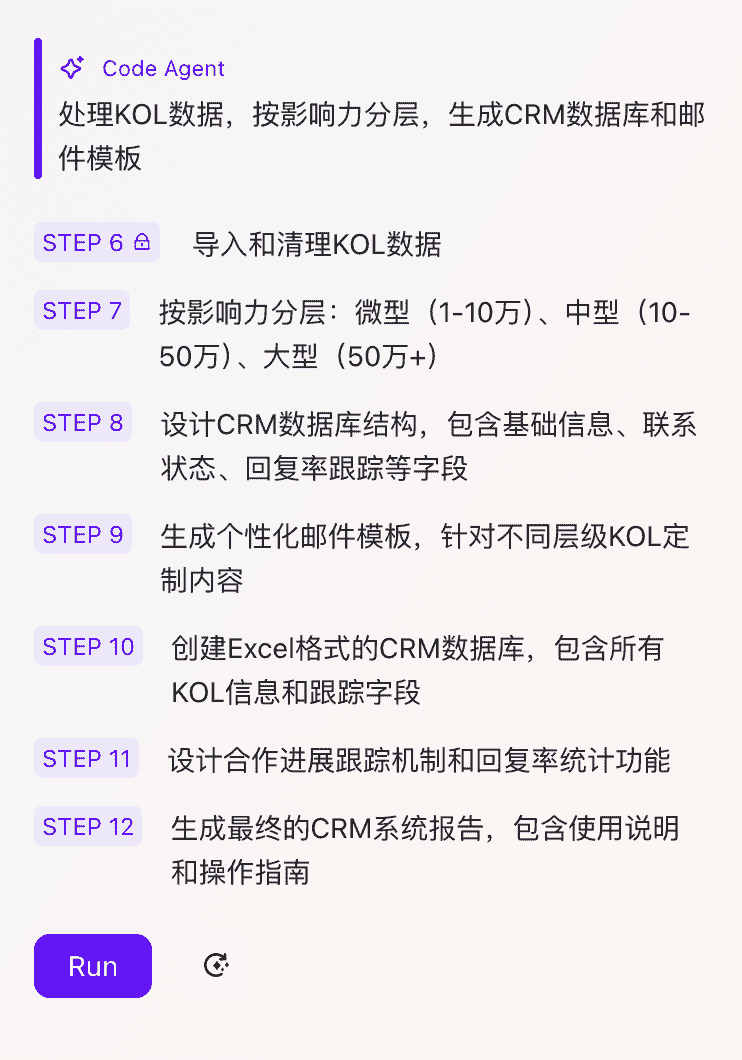 Code Agent
处理KOL数据，按影响力分层，生成CRM数据库和邮
件模板
STEP 6 导入和清理KOL数据
STEP 7 按影响力分层：微型（1-10万）、中型（10-
50万）、大型（50万+）
STEP 8 设计CRM数据库结构，包含基础信息、联系
状态、回复率跟踪等字段
STEP 9 生成个性化邮件模板，针对不同层级KOL定
制内容
STEP 10 创建Excel格式的CRM数据库，包含所有
KOL信息和跟踪字段
STEP 11 设计合作进展跟踪机制和回复率统计功能
STEP 12 生成最终的CRM系统报告，包含使用说明
和操作指南
Run